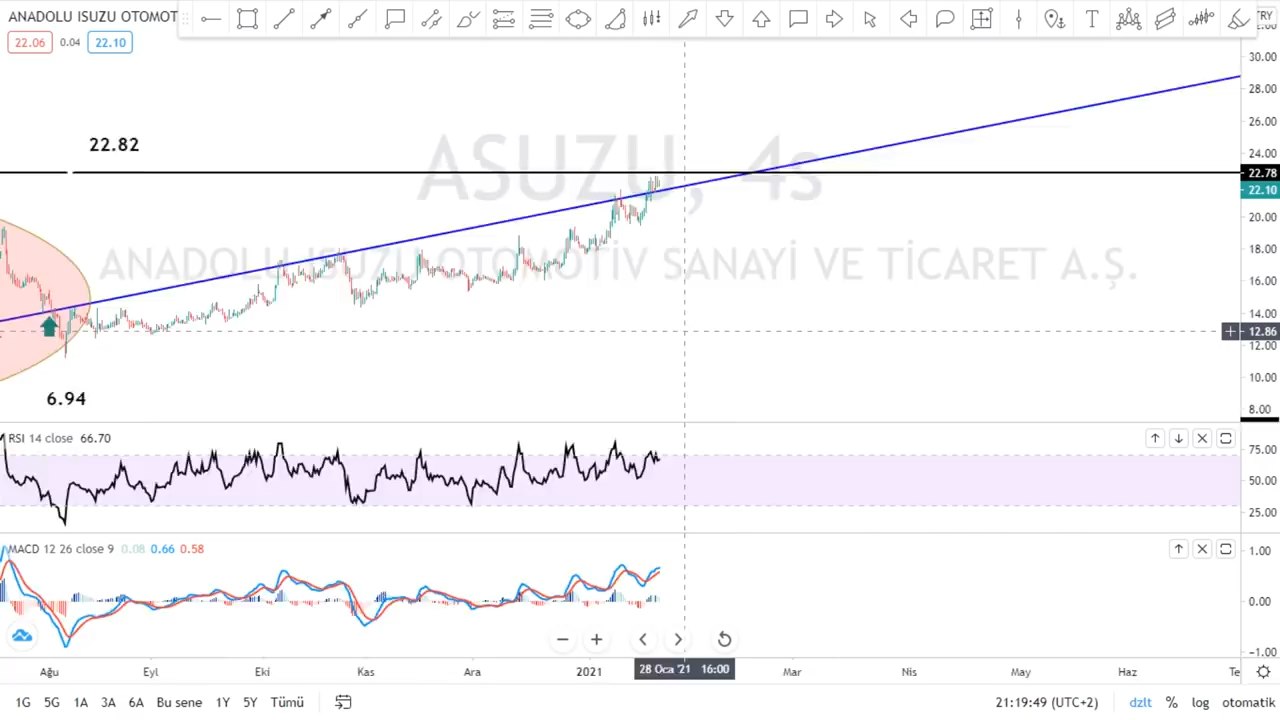 ANADOLU ISUZU OTOMOT
TRY
22.06 0.04 22.10
22.82
6.94
ASUZU, 4s
ANADOLU ISUZU OTOMOTİV SANAYİ VE TİCARET A.Ş.
30.00
28.00
26.00
24.00
22.78
22.10
20.00
18.00
16.00
14.00
12.86
12.00
10.00
8.00
RSI 14 close 66.70
75.00
50.00
25.00
MACD 12 26 close 9 0.08 0.66 0.58
1.00
0.00
-1.00
Ağu Eyl Eki Kas Ara 2021 28 Oca '21 16:00 Mar Nis May Haz Te
1G 5G 1A 3A 6A Bu sene 1Y 5Y Tümü 21:19:49 (UTC+2) dzlt % log otomatik